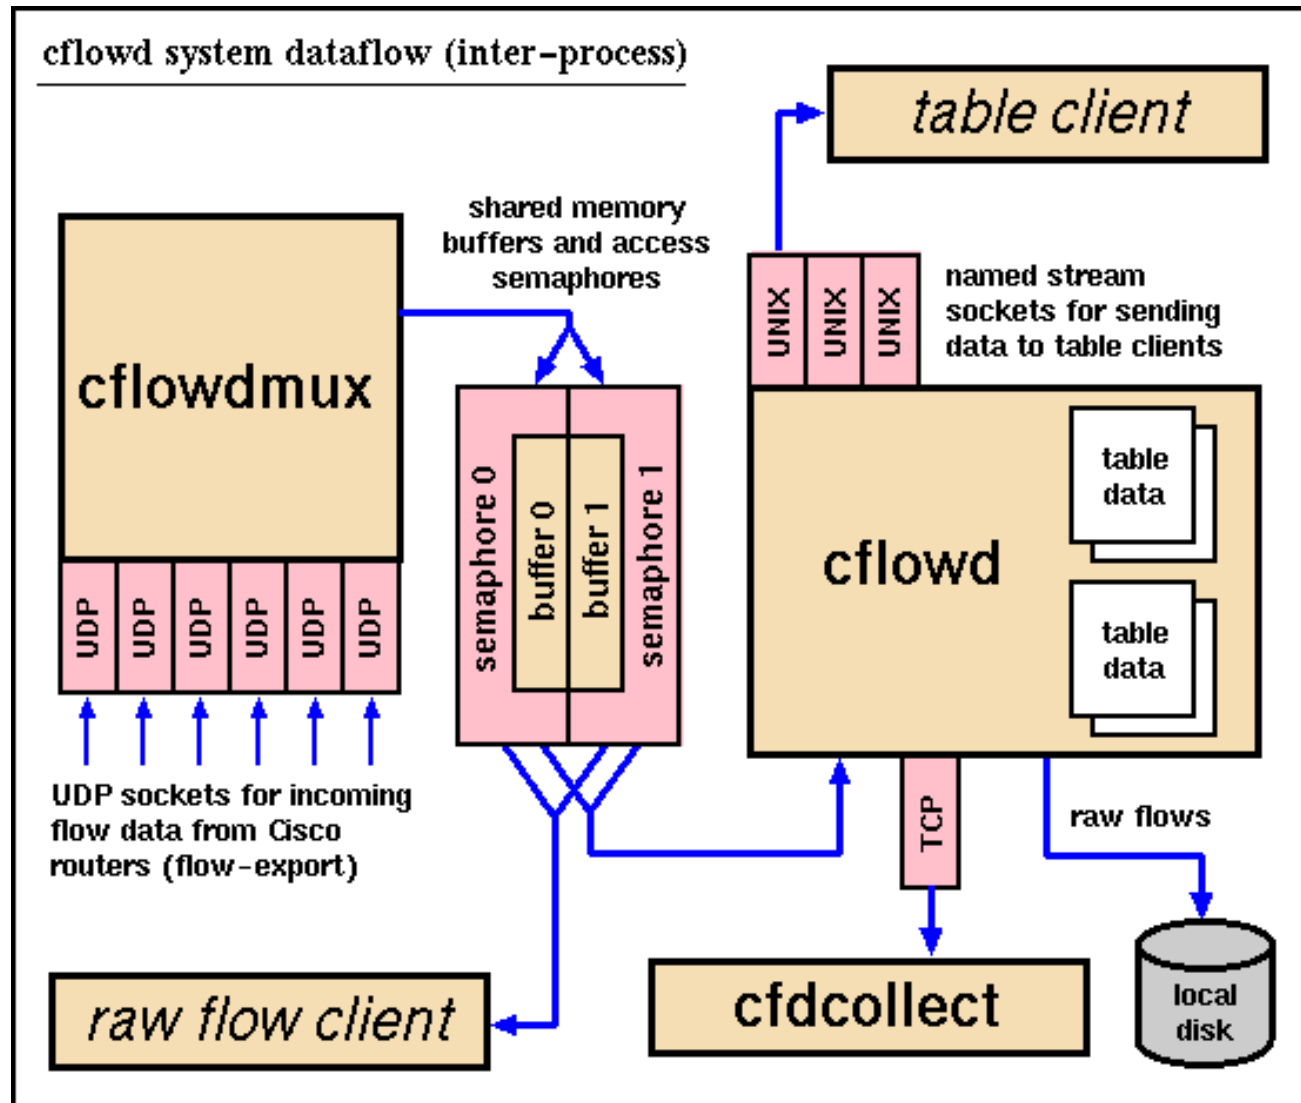 cflowd system dataflow (inter-process)
table client
shared memory
buffers and access
semaphores
named stream
sockets for sending
data to table clients
UNIX
UNIX
UNIX
cflowdmux
semaphore 0
buffer 0
buffer 1
semaphore 1
cflowd
table
data
table
data
UDP
UDP
UDP
UDP
UDP
UDP
UDP sockets for incoming
flow data from Cisco
routers (flow-export)
TCP
raw flows
raw flow client
cfdcollect
local
disk